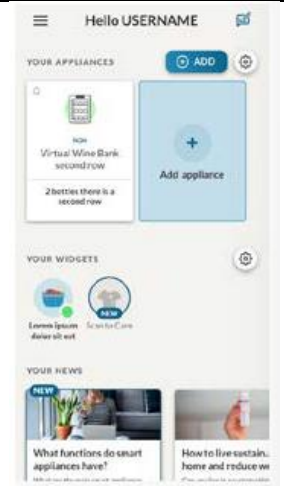 Hello USERNAME
YOUR APPLIANCES
ADD
Virtual Wine Bank
second row
2 bottles there is a
second row
Add appliance
YOUR WIDGETS
Lorem ipsum
dolor sit est
NEW
Scan to Care
YOUR NEWS
NEW
What functions do smart
appliances have?
How to live sustain..
home and reduce w